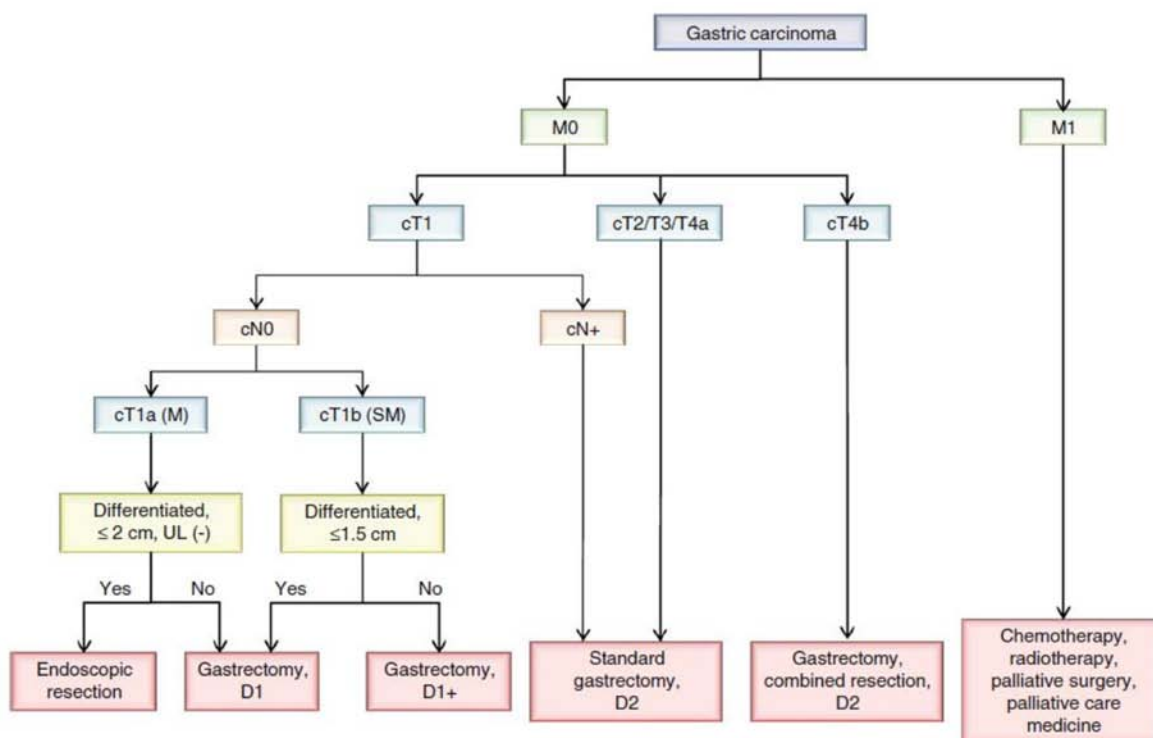 Gastric carcinoma
M0
M1
cT1
cT2/T3/T4a
cT4b
cN0
cN+
cT1a (M)
cT1b (SM)
Differentiated,
≤ 2 cm, UL (-)
Differentiated,
≤1.5 cm
Yes
No
Yes
No
Endoscopic
resection
Gastrectomy,
D1
Gastrectomy,
D1+
Standard
gastrectomy,
D2
Gastrectomy,
combined resection,
D2
Chemotherapy,
radiotherapy,
palliative surgery,
palliative care
medicine